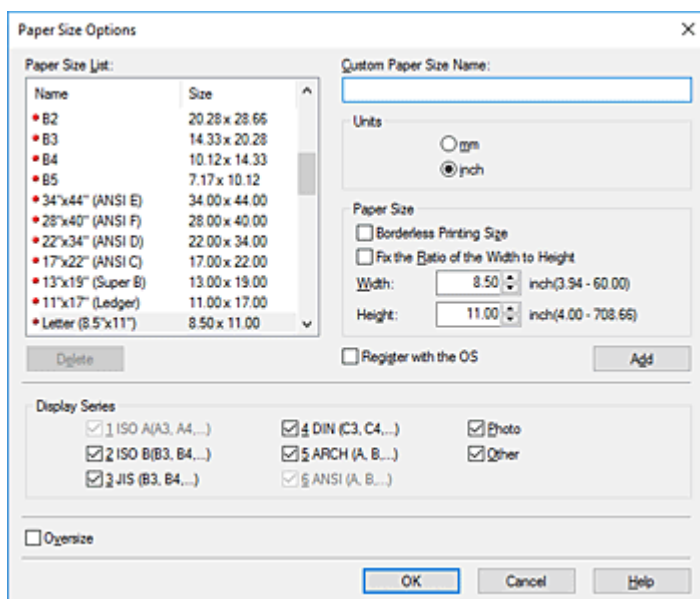 Paper Size Options
Paper Size List:
Name Size
B2 20.28 x 28.66
B3 14.33 x 20.28
B4 10.12 x 14.33
B5 7.17 x 10.12
34"x44" (ANSI E) 34.00 x 44.00
28"x40" (ANSI F) 28.00 x 40.00
22"x34" (ANSI D) 22.00 x 34.00
17"x22" (ANSI C) 17.00 x 22.00
13"x19" (Super B) 13.00 x 19.00
11"x17" (Ledger) 11.00 x 17.00
Letter (8.5"x11") 8.50 x 11.00
Delete
Custom Paper Size Name:
Units
mm
inch
Paper Size
Borderless Printing Size
Fix the Ratio of the Width to Height
Width: 8.50 inch(3.94 - 60.00)
Height: 11.00 inch(4.00 - 708.66)
Register with the OS Add
Display Series
1 ISO A(A3, A4,...) 4 DIN (C3, C4,...) Photo
2 ISO B(B3, B4,...) 5 ARCH (A, B,...) Other
3 JIS (B3, B4,...) 6 ANSI (A, B,...)
Oversize
OK Cancel Help